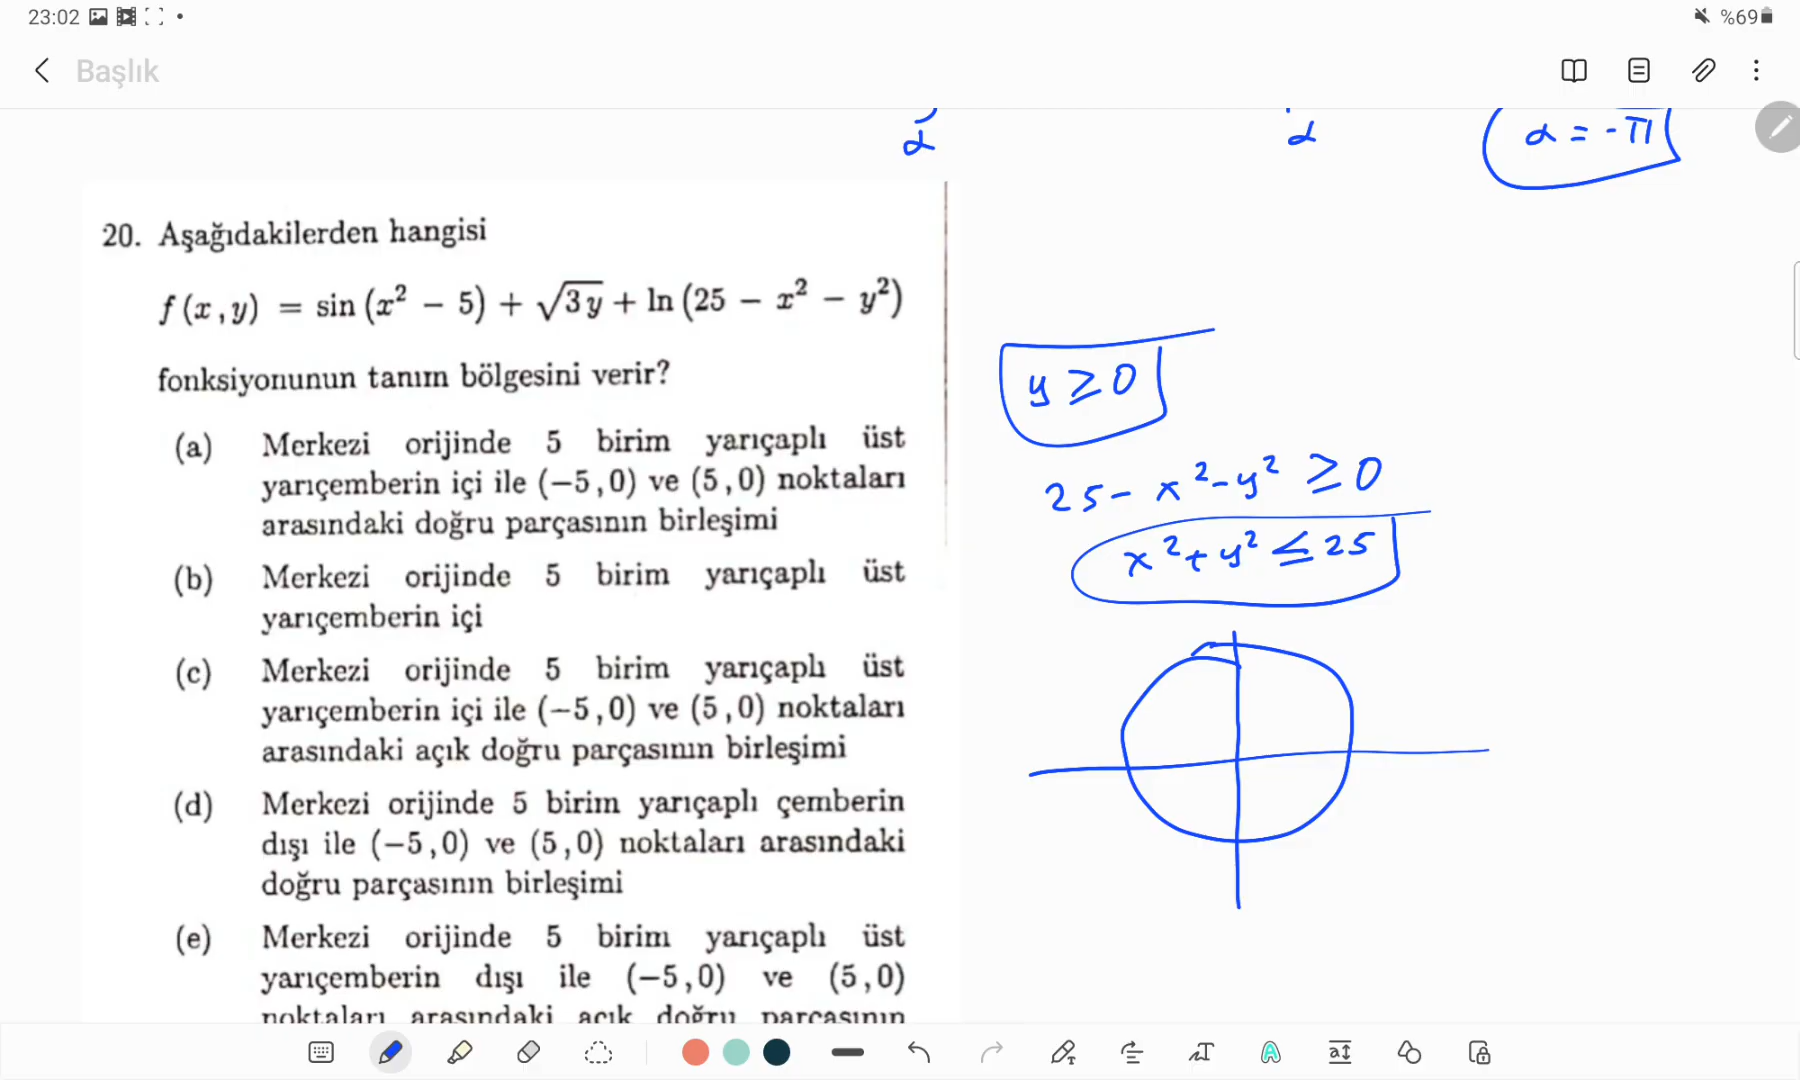 23:02
%69
Başlık
α
α
α = -π
20. Aşağıdakilerden hangisi
f(x,y) = sin(x² − 5) + √3y + ln(25 − x² − y²)
fonksiyonunun tanım bölgesini verir?
(a) Merkezi orijinde 5 birim yarıçaplı üst
yarıçemberin içi ile (−5,0) ve (5,0) noktaları
arasındaki doğru parçasının birleşimi
(b) Merkezi orijinde 5 birim yarıçaplı üst
yarıçemberin içi
(c) Merkezi orijinde 5 birim yarıçaplı üst
yarıçemberin içi ile (−5,0) ve (5,0) noktaları
arasındaki açık doğru parçasının birleşimi
(d) Merkezi orijinde 5 birim yarıçaplı çemberin
dışı ile (−5,0) ve (5,0) noktaları arasındaki
doğru parçasının birleşimi
(e) Merkezi orijinde 5 birim yarıçaplı üst
yarıçemberin dışı ile (−5,0) ve (5,0)
noktaları arasındaki açık doğru parçasının
y ≥ 0
25 - x² - y² ≥ 0
x² + y² ≤ 25